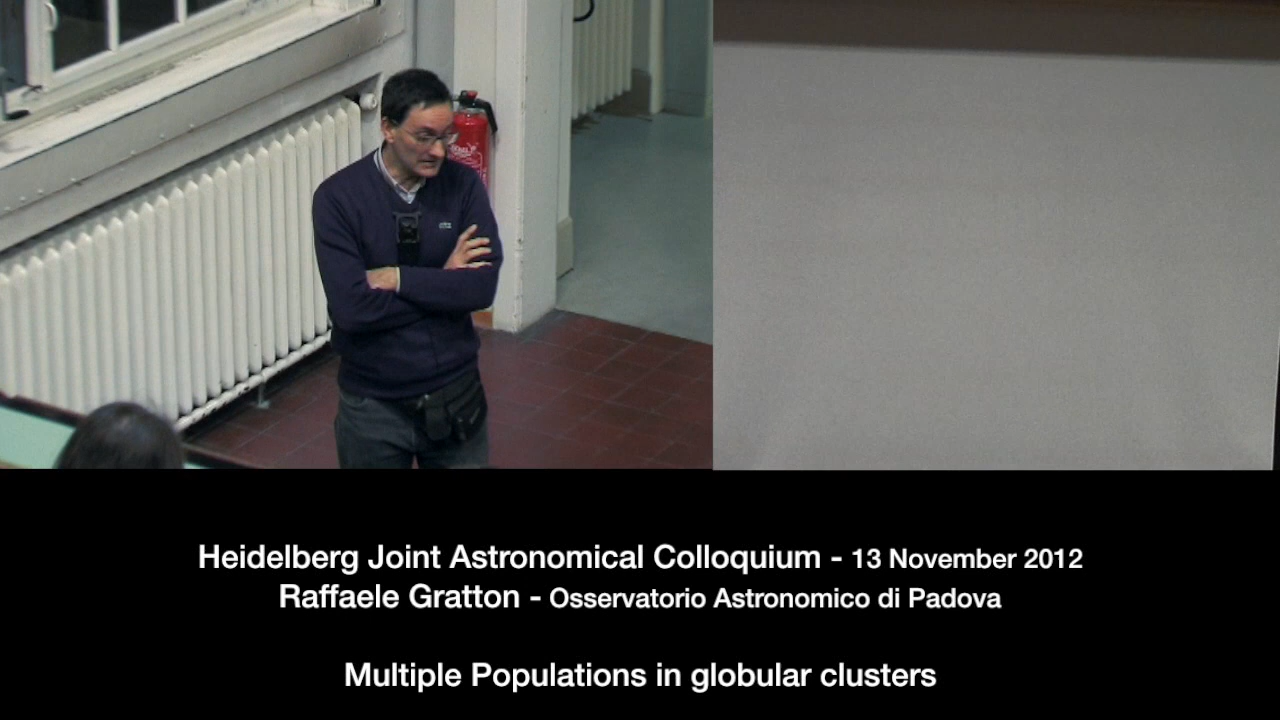 Heidelberg Joint Astronomical Colloquium - 13 November 2012
Raffaele Gratton - Osservatorio Astronomico di Padova
Multiple Populations in globular clusters